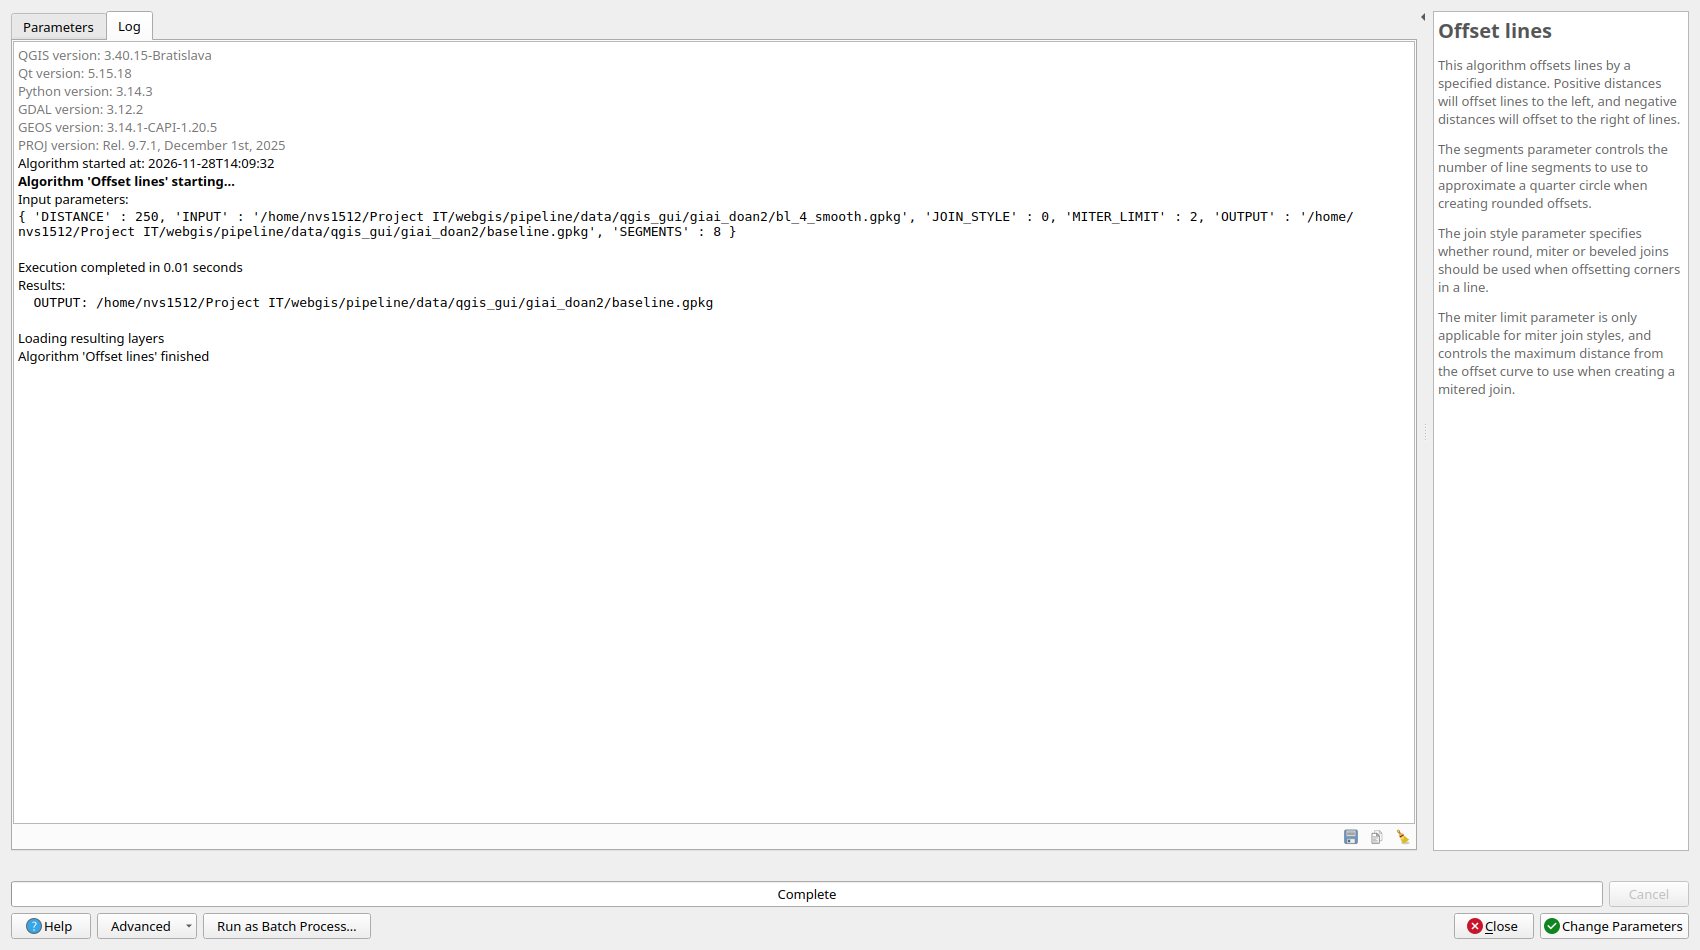 Parameters
Log
QGIS version: 3.40.15-Bratislava
Qt version: 5.15.18
Python version: 3.14.3
GDAL version: 3.12.2
GEOS version: 3.14.1-CAPI-1.20.5
PROJ version: Rel. 9.7.1, December 1st, 2025
Algorithm started at: 2026-11-28T14:09:32
Algorithm 'Offset lines' starting…
Input parameters:
{ 'DISTANCE' : 250, 'INPUT' : '/home/nvs1512/Project IT/webgis/pipeline/data/qgis_gui/giai_doan2/bl_4_smooth.gpkg', 'JOIN_STYLE' : 0, 'MITER_LIMIT' : 2, 'OUTPUT' : '/home/
nvs1512/Project IT/webgis/pipeline/data/qgis_gui/giai_doan2/baseline.gpkg', 'SEGMENTS' : 8 }
Execution completed in 0.01 seconds
Results:
OUTPUT: /home/nvs1512/Project IT/webgis/pipeline/data/qgis_gui/giai_doan2/baseline.gpkg
Loading resulting layers
Algorithm 'Offset lines' finished
Offset lines
This algorithm offsets lines by a
specified distance. Positive distances
will offset lines to the left, and negative
distances will offset to the right of lines.
The segments parameter controls the
number of line segments to use to
approximate a quarter circle when
creating rounded offsets.
The join style parameter specifies
whether round, miter or beveled joins
should be used when offsetting corners
in a line.
The miter limit parameter is only
applicable for miter join styles, and
controls the maximum distance from
the offset curve to use when creating a
mitered join.
Complete
Cancel
Help
Advanced
Run as Batch Process…
Close
Change Parameters